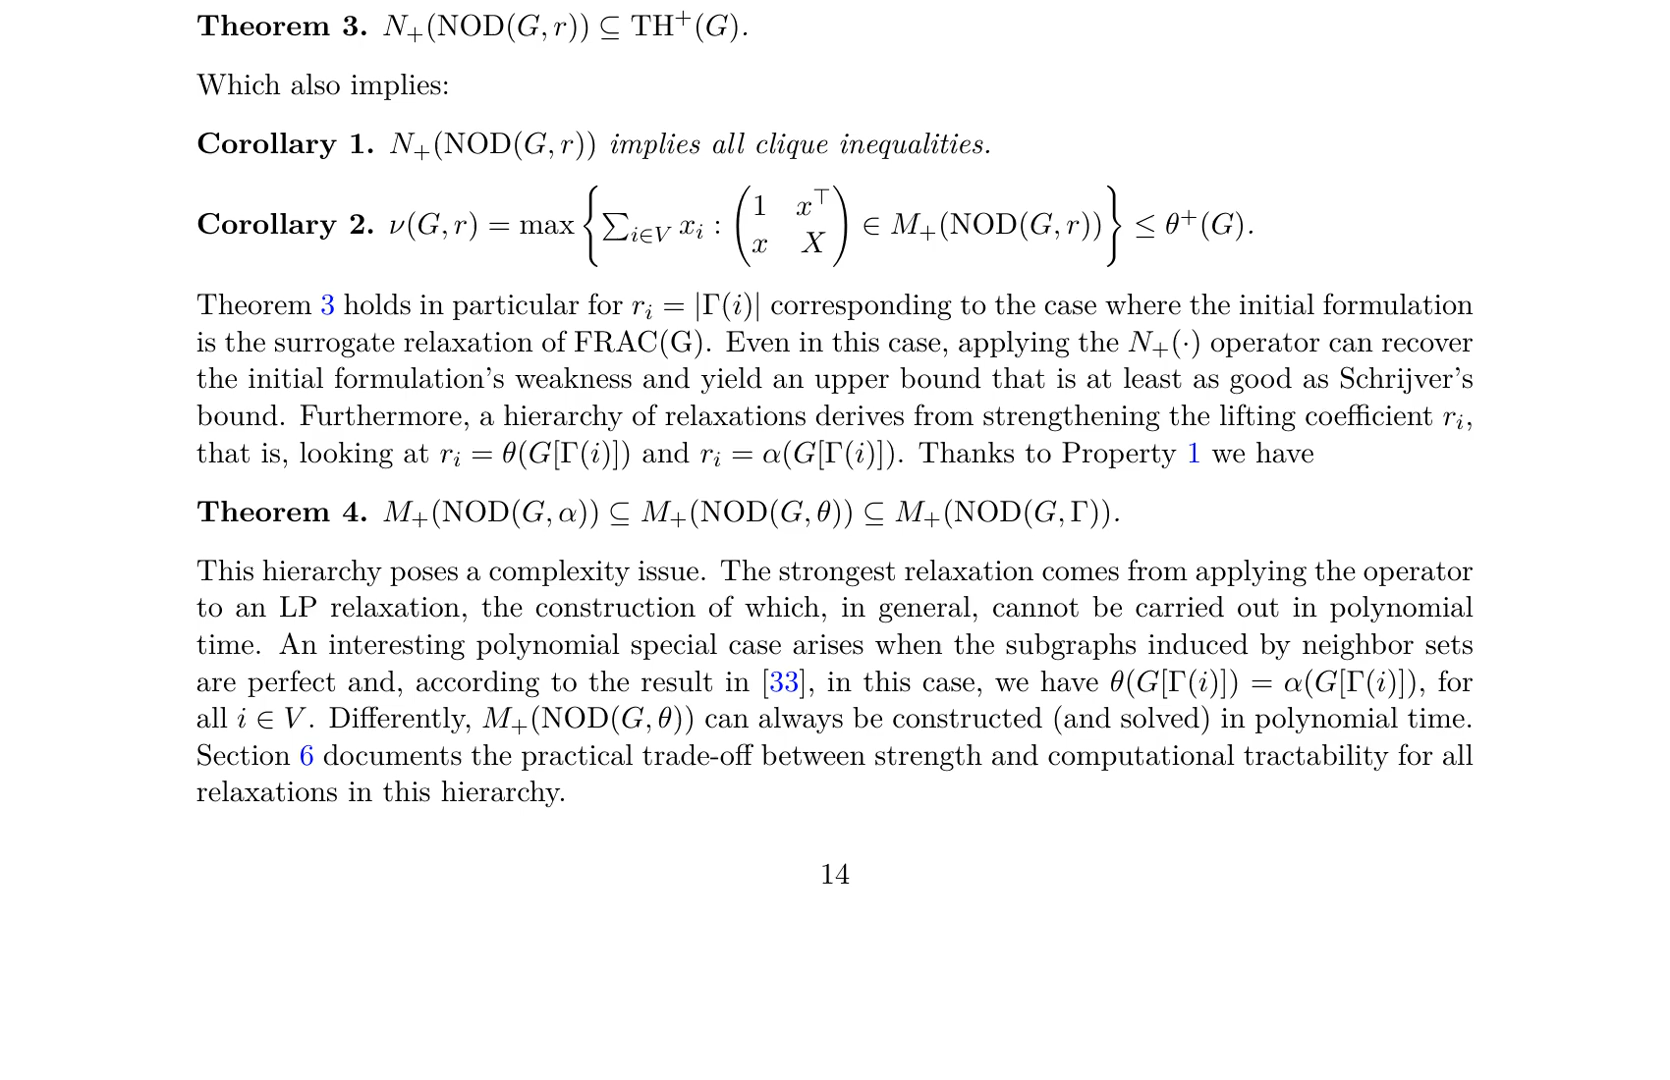 Theorem 3. N₊(NOD(G, r)) ⊆ TH⁺(G).
Which also implies:
Corollary 1. N₊(NOD(G, r)) implies all clique inequalities.
Corollary 2. ν(G, r) = max { ∑_{i∈V} x_i : ( 1 x^⊤ ; x X ) ∈ M₊(NOD(G, r)) } ≤ θ⁺(G).
Theorem 3 holds in particular for r_i = |Γ(i)| corresponding to the case where the initial formulation
is the surrogate relaxation of FRAC(G). Even in this case, applying the N₊(·) operator can recover
the initial formulation's weakness and yield an upper bound that is at least as good as Schrijver's
bound. Furthermore, a hierarchy of relaxations derives from strengthening the lifting coefficient r_i,
that is, looking at r_i = θ(G[Γ(i)]) and r_i = α(G[Γ(i)]). Thanks to Property 1 we have
Theorem 4. M₊(NOD(G, α)) ⊆ M₊(NOD(G, θ)) ⊆ M₊(NOD(G, Γ)).
This hierarchy poses a complexity issue. The strongest relaxation comes from applying the operator
to an LP relaxation, the construction of which, in general, cannot be carried out in polynomial
time. An interesting polynomial special case arises when the subgraphs induced by neighbor sets
are perfect and, according to the result in [33], in this case, we have θ(G[Γ(i)]) = α(G[Γ(i)]), for
all i ∈ V. Differently, M₊(NOD(G, θ)) can always be constructed (and solved) in polynomial time.
Section 6 documents the practical trade-off between strength and computational tractability for all
relaxations in this hierarchy.
14